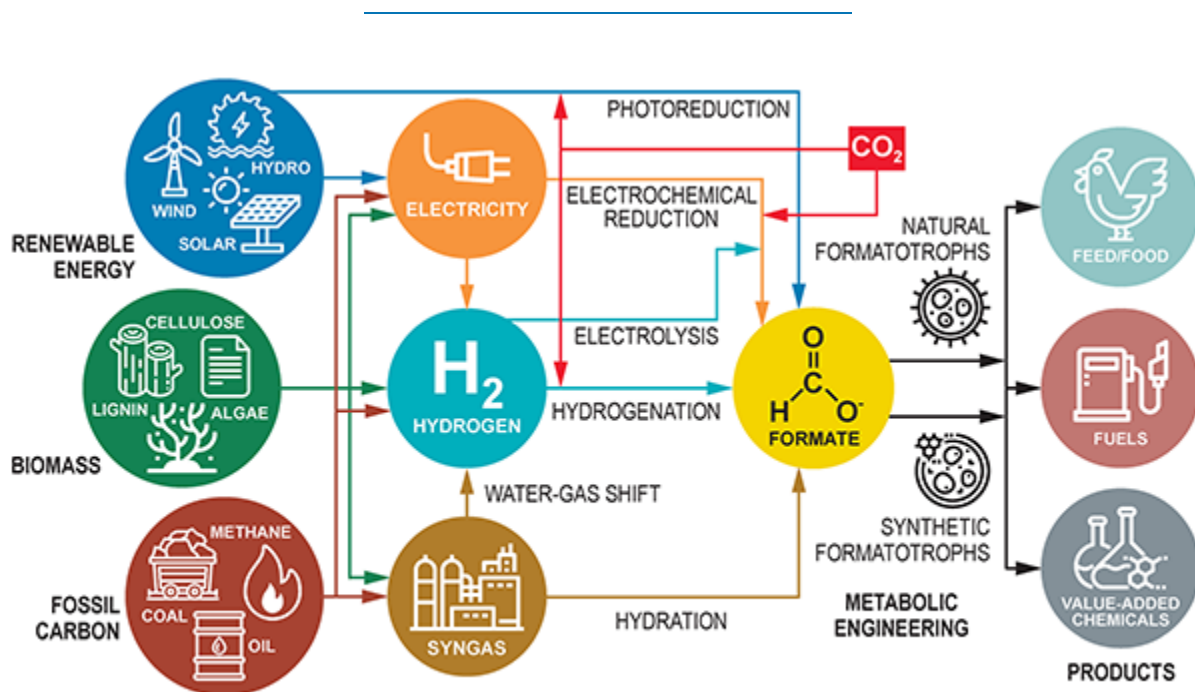 HYDRO
WIND
SOLAR
RENEWABLE
ENERGY
CELLULOSE
LIGNIN
ALGAE
BIOMASS
METHANE
COAL
OIL
FOSSIL
CARBON
ELECTRICITY
H2
HYDROGEN
WATER-GAS SHIFT
SYNGAS
PHOTOREDUCTION
CO2
ELECTROCHEMICAL
REDUCTION
ELECTROLYSIS
HYDROGENATION
HYDRATION
O
C
H O-
FORMATE
NATURAL
FORMATOTROPHS
SYNTHETIC
FORMATOTROPHS
METABOLIC
ENGINEERING
FEED/FOOD
FUELS
VALUE-ADDED
CHEMICALS
PRODUCTS